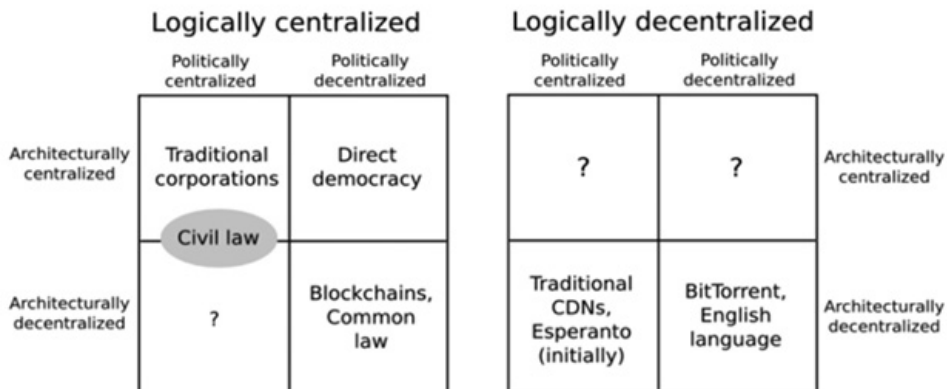 Logically centralized
Logically decentralized
Politically
centralized
Politically
decentralized
Politically
centralized
Politically
decentralized
Architecturally
centralized
Traditional
corporations
Direct
democracy
?
?
Architecturally
centralized
Civil law
Architecturally
decentralized
?
Blockchains,
Common
law
Traditional
CDNs,
Esperanto
(initially)
BitTorrent,
English
language
Architecturally
decentralized